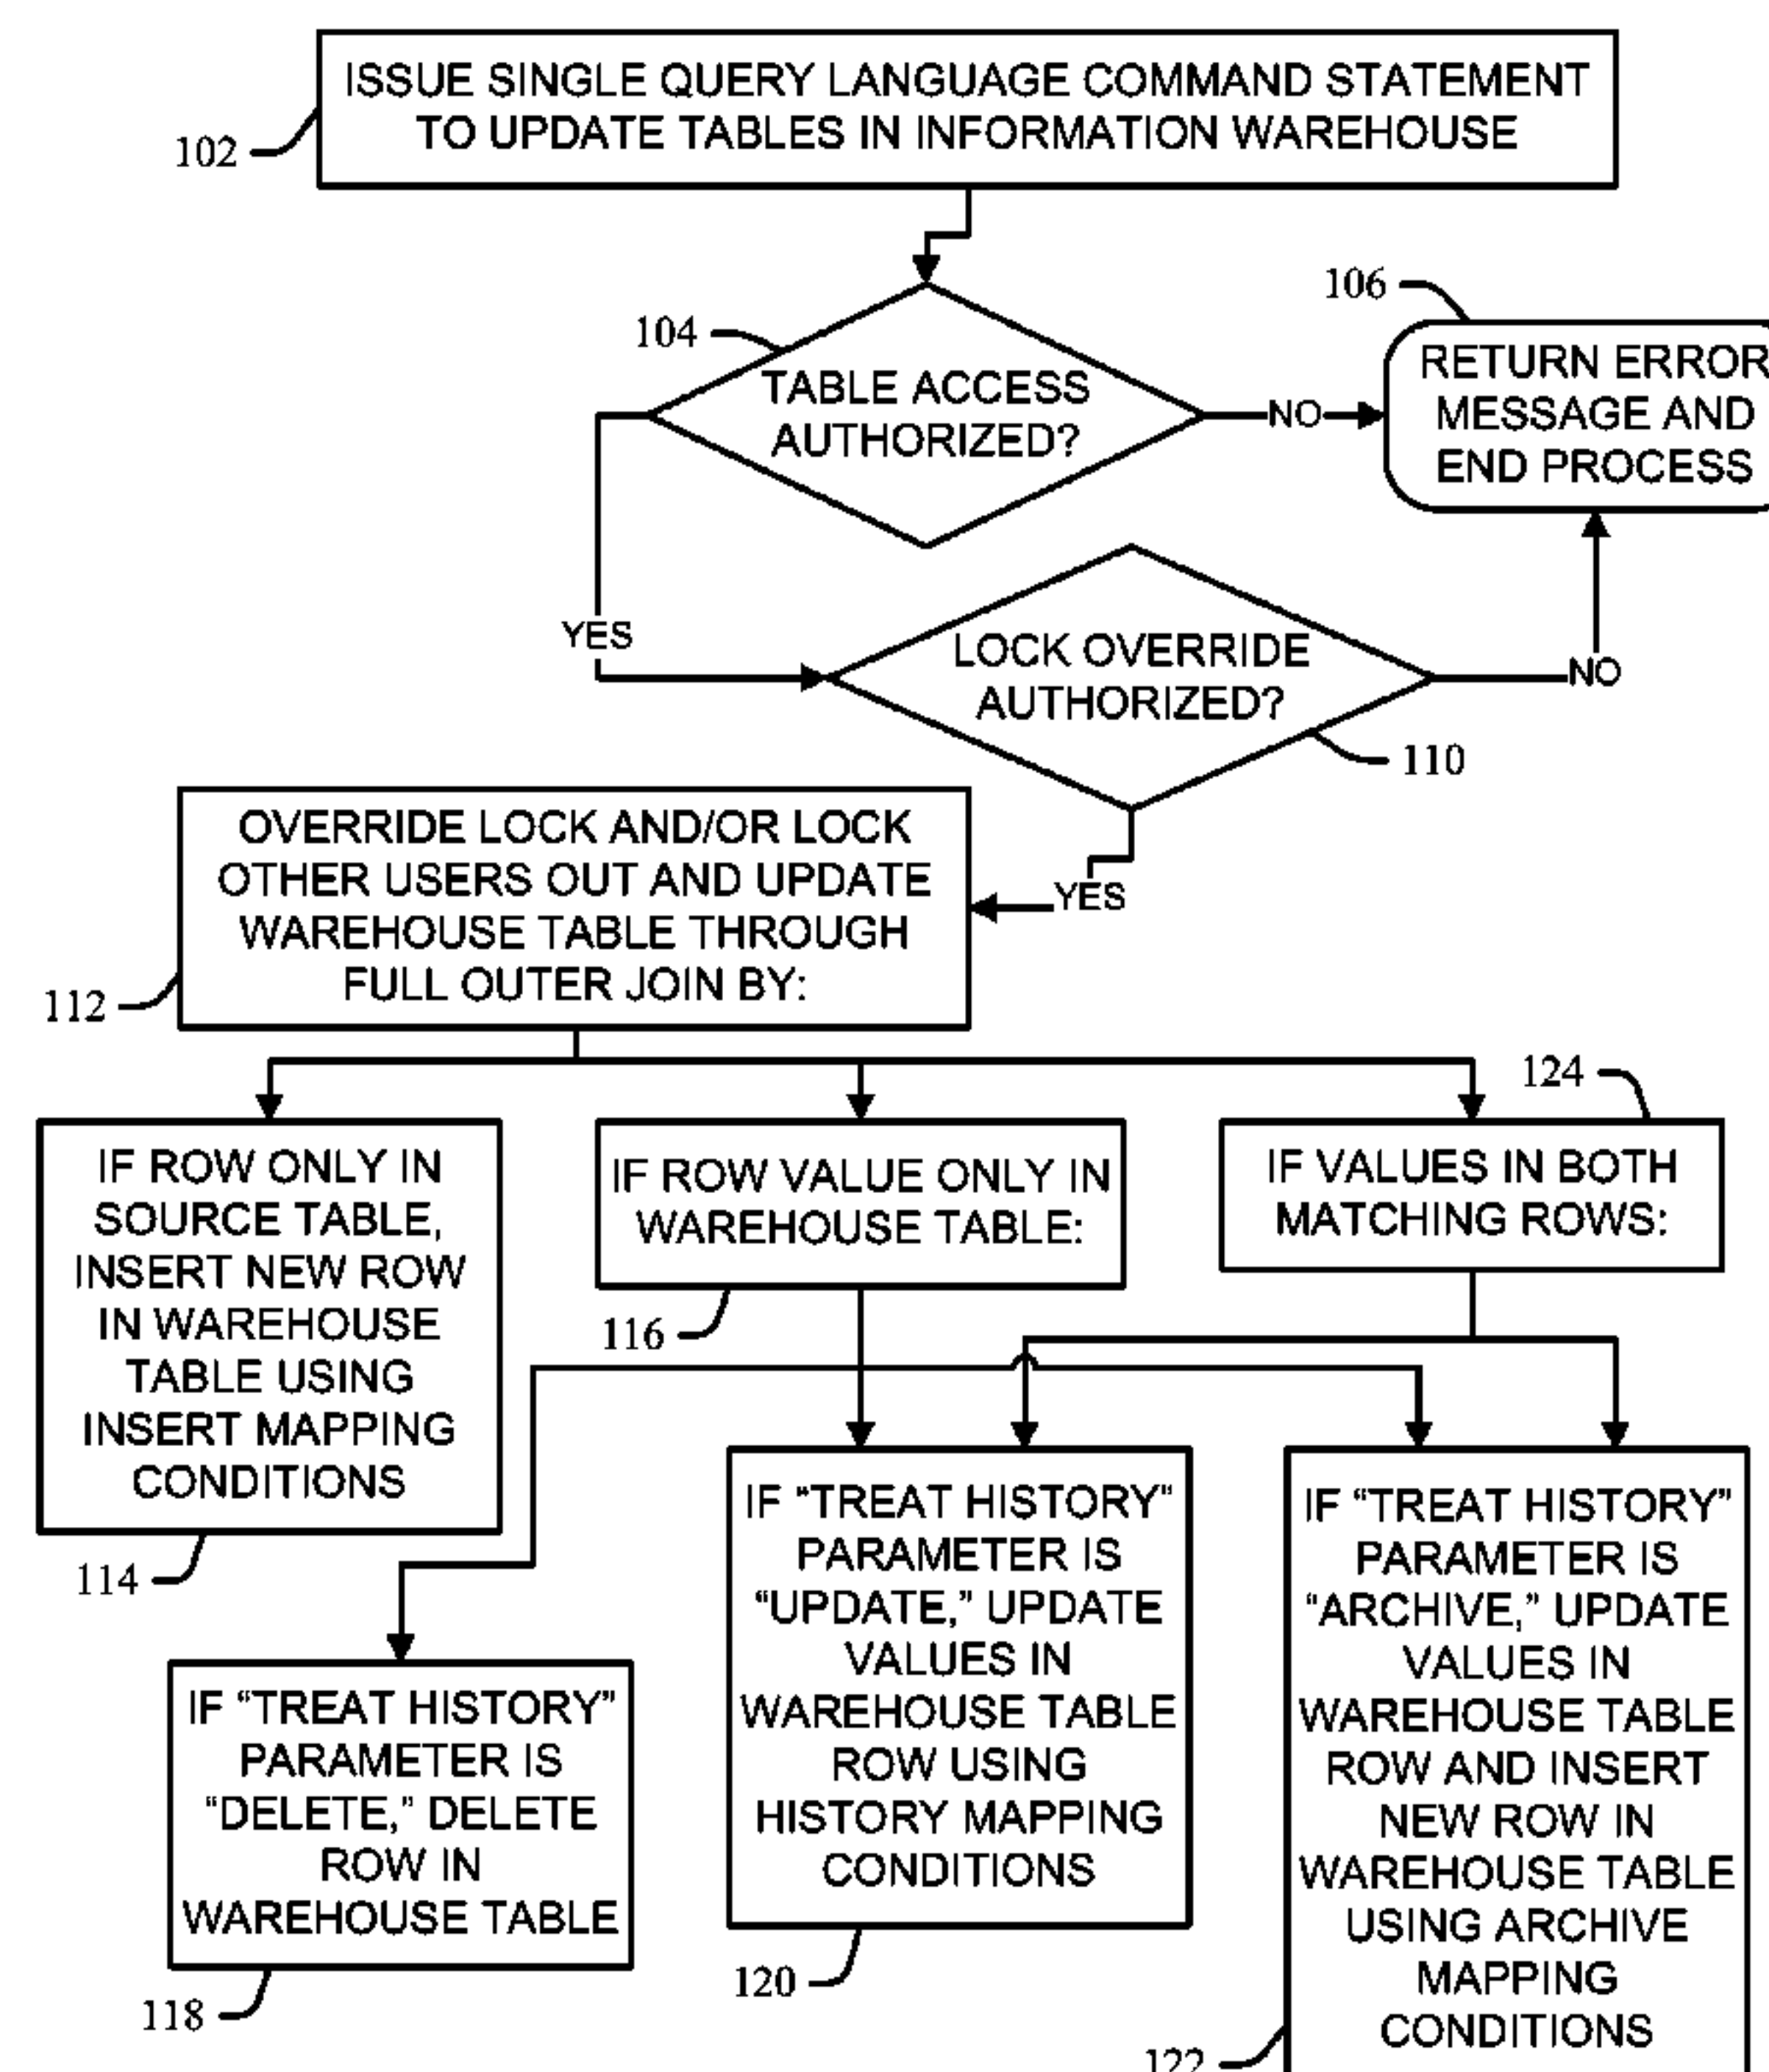 ISSUE SINGLE QUERY LANGUAGE COMMAND STATEMENT
TO UPDATE TABLES IN INFORMATION WAREHOUSE
102
104
TABLE ACCESS
AUTHORIZED?
NO
106
RETURN ERROR
MESSAGE AND
END PROCESS
YES
LOCK OVERRIDE
AUTHORIZED?
NO
110
YES
OVERRIDE LOCK AND/OR LOCK
OTHER USERS OUT AND UPDATE
WAREHOUSE TABLE THROUGH
FULL OUTER JOIN BY:
112
IF ROW ONLY IN
SOURCE TABLE,
INSERT NEW ROW
IN WAREHOUSE
TABLE USING
INSERT MAPPING
CONDITIONS
114
IF ROW VALUE ONLY IN
WAREHOUSE TABLE:
116
124
IF VALUES IN BOTH
MATCHING ROWS:
IF "TREAT HISTORY"
PARAMETER IS
"DELETE," DELETE
ROW IN
WAREHOUSE TABLE
118
IF "TREAT HISTORY"
PARAMETER IS
"UPDATE," UPDATE
VALUES IN
WAREHOUSE TABLE
ROW USING
HISTORY MAPPING
CONDITIONS
120
IF "TREAT HISTORY"
PARAMETER IS
"ARCHIVE," UPDATE
VALUES IN
WAREHOUSE TABLE
ROW AND INSERT
NEW ROW IN
WAREHOUSE TABLE
USING ARCHIVE
MAPPING
CONDITIONS
122